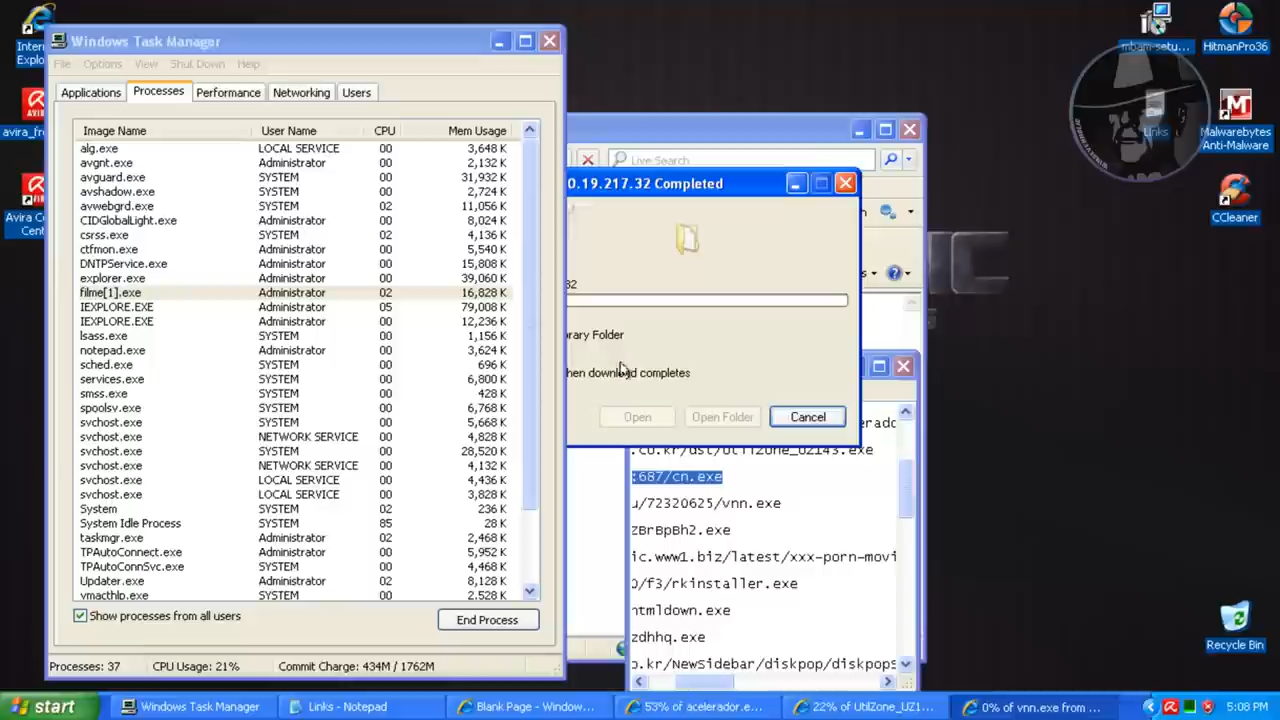 Intern
Explo
avira_fr
Avira C
Cent
Windows Task Manager
File Options View Shut Down Help
Applications Processes Performance Networking Users
Image Name User Name CPU Mem Usage
alg.exe LOCAL SERVICE 00 3,648 K
avgnt.exe Administrator 00 2,132 K
avguard.exe SYSTEM 00 31,932 K
avshadow.exe SYSTEM 00 2,724 K
avwebgrd.exe SYSTEM 02 11,056 K
CIDGlobalLight.exe Administrator 00 8,024 K
csrss.exe SYSTEM 02 4,136 K
ctfmon.exe Administrator 00 5,540 K
DNTPService.exe Administrator 00 15,808 K
explorer.exe Administrator 00 39,060 K
filme[1].exe Administrator 02 16,828 K
IEXPLORE.EXE Administrator 05 79,008 K
IEXPLORE.EXE Administrator 00 12,236 K
lsass.exe SYSTEM 00 1,156 K
notepad.exe Administrator 00 3,624 K
sched.exe SYSTEM 00 696 K
services.exe SYSTEM 00 6,800 K
smss.exe SYSTEM 00 428 K
spoolsv.exe SYSTEM 00 6,768 K
svchost.exe SYSTEM 00 5,668 K
svchost.exe NETWORK SERVICE 00 4,828 K
svchost.exe SYSTEM 00 28,520 K
svchost.exe NETWORK SERVICE 00 4,132 K
svchost.exe LOCAL SERVICE 00 4,436 K
svchost.exe LOCAL SERVICE 00 3,828 K
System SYSTEM 02 236 K
System Idle Process SYSTEM 85 28 K
taskmgr.exe Administrator 02 2,468 K
TPAutoConnect.exe Administrator 00 5,952 K
TPAutoConnSvc.exe SYSTEM 00 4,468 K
Updater.exe Administrator 02 8,128 K
vmacthlp.exe SYSTEM 00 2,528 K
Show processes from all users
End Process
Processes: 37 CPU Usage: 21% Commit Charge: 434M / 1762M
Live Search
0.19.217.32 Completed
32
orary Folder
hen download completes
Open Open Folder Cancel
erado
.co.kr/dst/UtilZone_UZ143.exe
:687/cn.exe
u/72320625/vnn.exe
zBrBpBh2.exe
ic.www1.biz/latest/xxx-porn-movi
0/f3/rkinstaller.exe
htmldown.exe
zdhhq.exe
o.kr/NewSidebar/diskpop/diskpopS
mbam-setu...
HitmanPro36
Links
Malwarebytes
Anti-Malware
CCleaner
Recycle Bin
start
Windows Task Manager
Links - Notepad
Blank Page - Window...
53% of acelerador.e...
22% of UtilZone_UZ1...
0% of vnn.exe from ...
5:08 PM